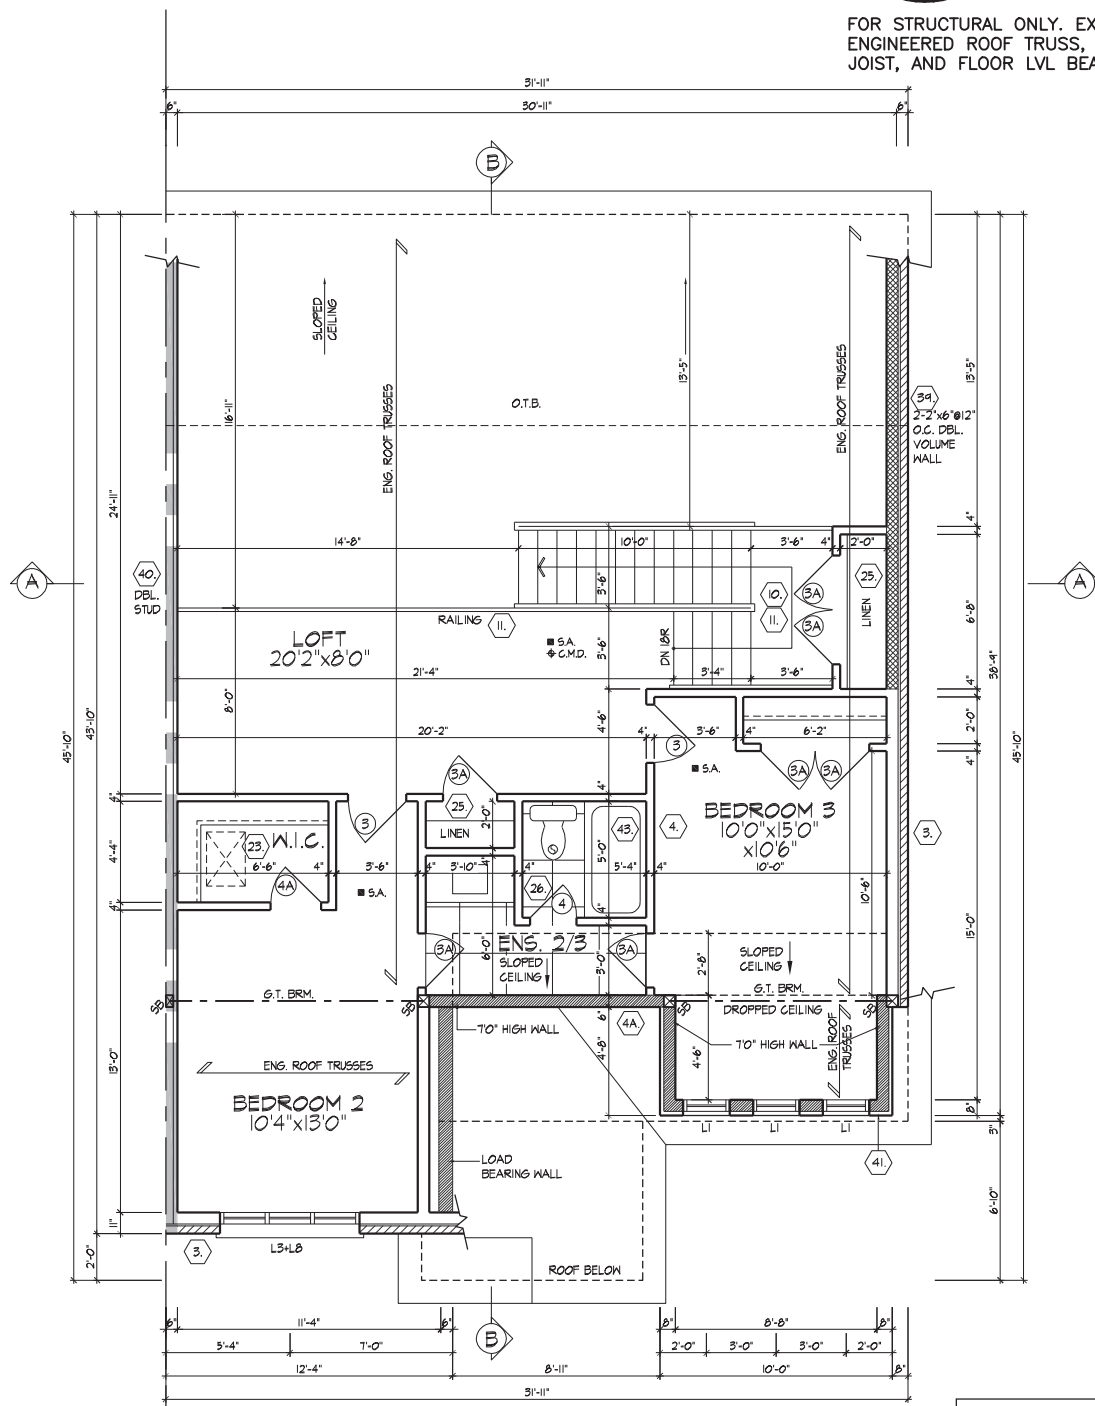 FOR STRUCTURAL ONLY. EX
ENGINEERED ROOF TRUSS,
JOIST, AND FLOOR LVL BEA
31'-11"
6"
30'-11"
6"
B
SLOPED
CEILING
ENG. ROOF TRUSSES
O.T.B.
13'-5"
ENG. ROOF TRUSSES
13'-5"
39.
2-2"x6"@12"
O.C. DBL.
VOLUME
WALL
16'-11"
24'-11"
4"
14'-8"
10'-0"
3'-6"
4"
2'-0"
A
40.
DBL.
STUD
3'-6"
10.
11.
3A
3A
25.
LINEN
A
RAILING
11.
LOFT
20'2"x8'0"
S.A.
C.M.D.
3'-6"
DN 18R
6'-8"
21'-4"
3'-4"
3'-6"
4"
38'-9"
8'-0"
4'-6"
2'-0"
20'-2"
4"
3'-6"
4"
6'-2"
45'-10"
43'-10"
3
4"
45'-10"
3A
S.A.
3A
3A
4"
4"
25.
2'-0"
BEDROOM 3
10'0"x15'0"
x10'6"
3
LINEN
43.
4.
3.
23.
W.I.C.
4'-4"
6'-6"
4"
3'-6"
4"
3'-10"
4"
4"
5'-0"
5'-4"
4"
10'-0"
4A
S.A.
26.
4
10'-6"
4"
4"
15'-0"
3A
6'-0"
ENS. 2/3
3A
SLOPED
CEILING
3'-0"
2'-8"
SLOPED
CEILING
SB
G.T. BRM.
SB
SB
G.T. BRM.
SB
DROPPED CEILING
7'0" HIGH WALL
6"
4A.
4'-8"
7'0" HIGH WALL
4'-6"
ENG. ROOF
TRUSSES
13'-0"
ENG. ROOF TRUSSES
BEDROOM 2
10'4"x13'0"
8"
L1
L1
L1
3"
LOAD
BEARING WALL
41.
6'-10"
11"
3.
L3+L8
2'-0"
ROOF BELOW
6"
11'-4"
6"
8"
8'-8"
8"
B
5'-4"
7'-0"
2'-0"
3'-0"
3'-0"
2'-0"
12'-4"
8'-11"
10'-0"
8"
31'-11"